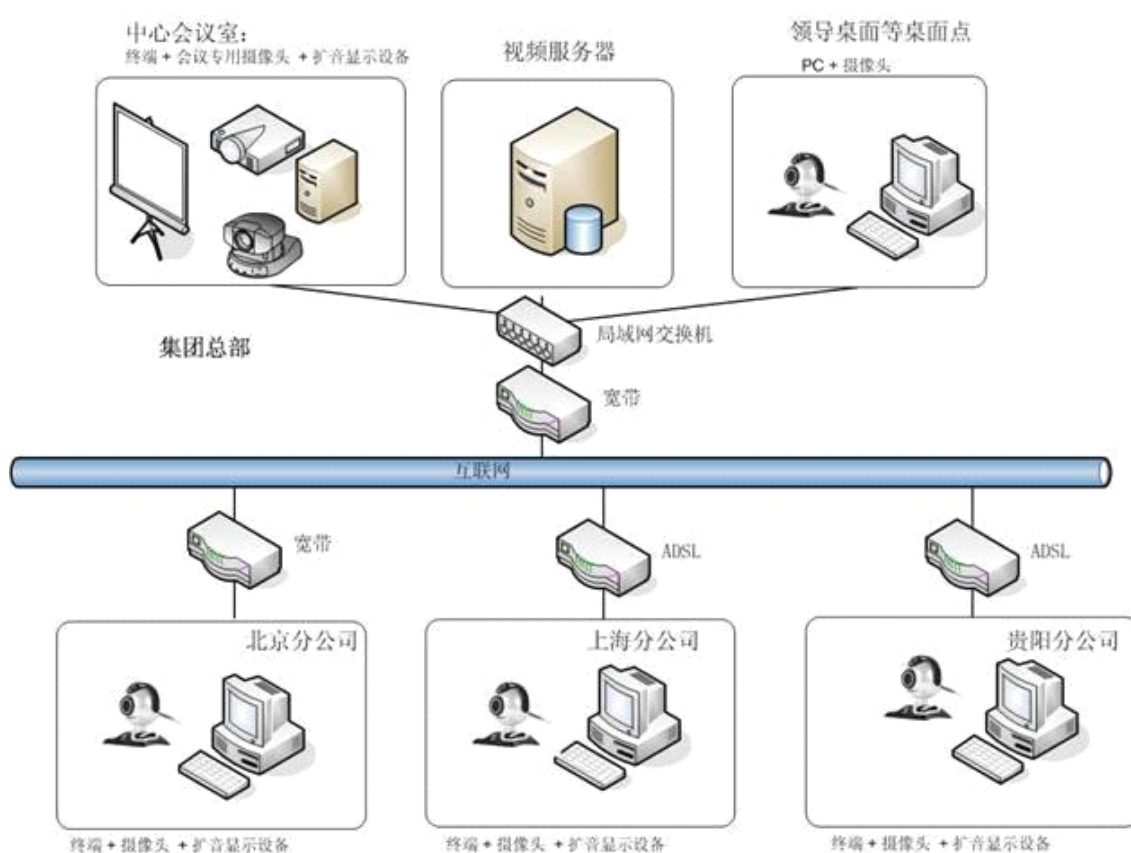 中心会议室：
终端 + 会议专用摄像头 + 扩音显示设备
视频服务器
领导桌面等桌面点
PC + 摄像头
局域网交换机
集团总部
宽带
互联网
宽带
ADSL
ADSL
北京分公司
上海分公司
贵阳分公司
终端 + 摄像头 + 扩音显示设备
终端 + 摄像头 + 扩音显示设备
终端 + 摄像头 + 扩音显示设备